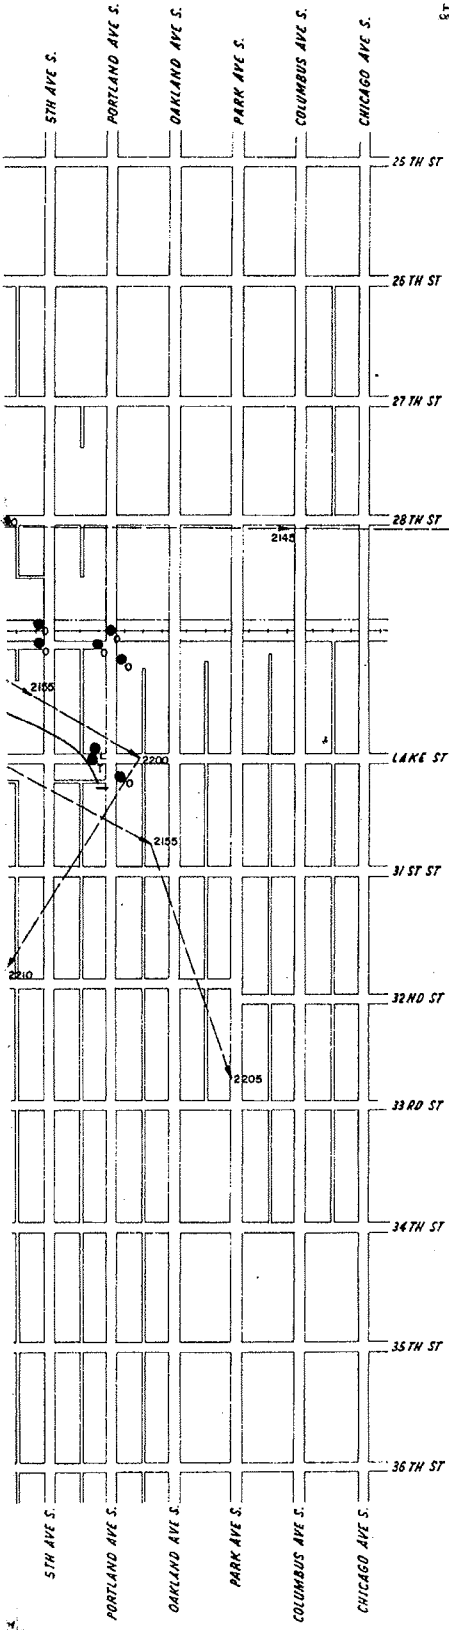 5TH AVE S.
PORTLAND AVE S.
OAKLAND AVE S.
PARK AVE S.
COLUMBUS AVE S.
CHICAGO AVE S.
25TH ST
26TH ST
27TH ST
28TH ST
2145
2155
LAKE ST
2200
2155
31ST ST
2210
32ND ST
2205
33RD ST
34TH ST
35TH ST
36TH ST
5TH AVE S.
PORTLAND AVE S.
OAKLAND AVE S.
PARK AVE S.
COLUMBUS AVE S.
CHICAGO AVE S.